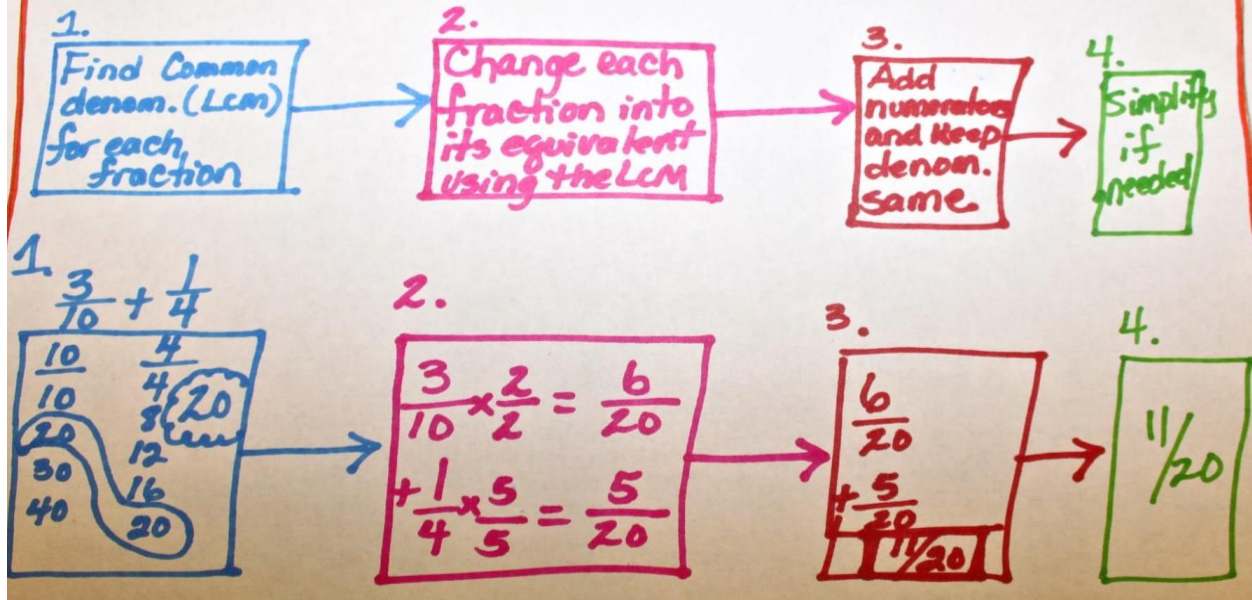 1.
Find Common
denom. (Lcm)
for each
fraction
2.
Change each
fraction into
its equivalent
using the LCM
3.
Add
numerators
and keep
denom.
same
4.
Simplify
if
needed
1.
3/10 + 1/4
10 4
10 4
20 8
30 12
40 16
20
20
2.
3/10 × 2/2 = 6/20
+ 1/4 × 5/5 = 5/20
3.
6/20
+ 5/20
11/20
4.
11/20